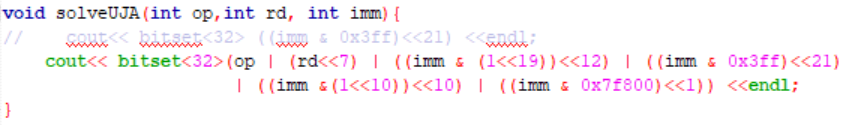 void solveUJA(int op,int rd, int imm){
//    cout<< bitset<32> ((imm & 0x3ff)<<21) <<endl;
    cout<< bitset<32>(op | (rd<<7) | ((imm & (1<<19))<<12) | ((imm & 0x3ff)<<21)
                      | ((imm &(1<<10))<<10) | ((imm & 0x7f800)<<1)) <<endl;
}